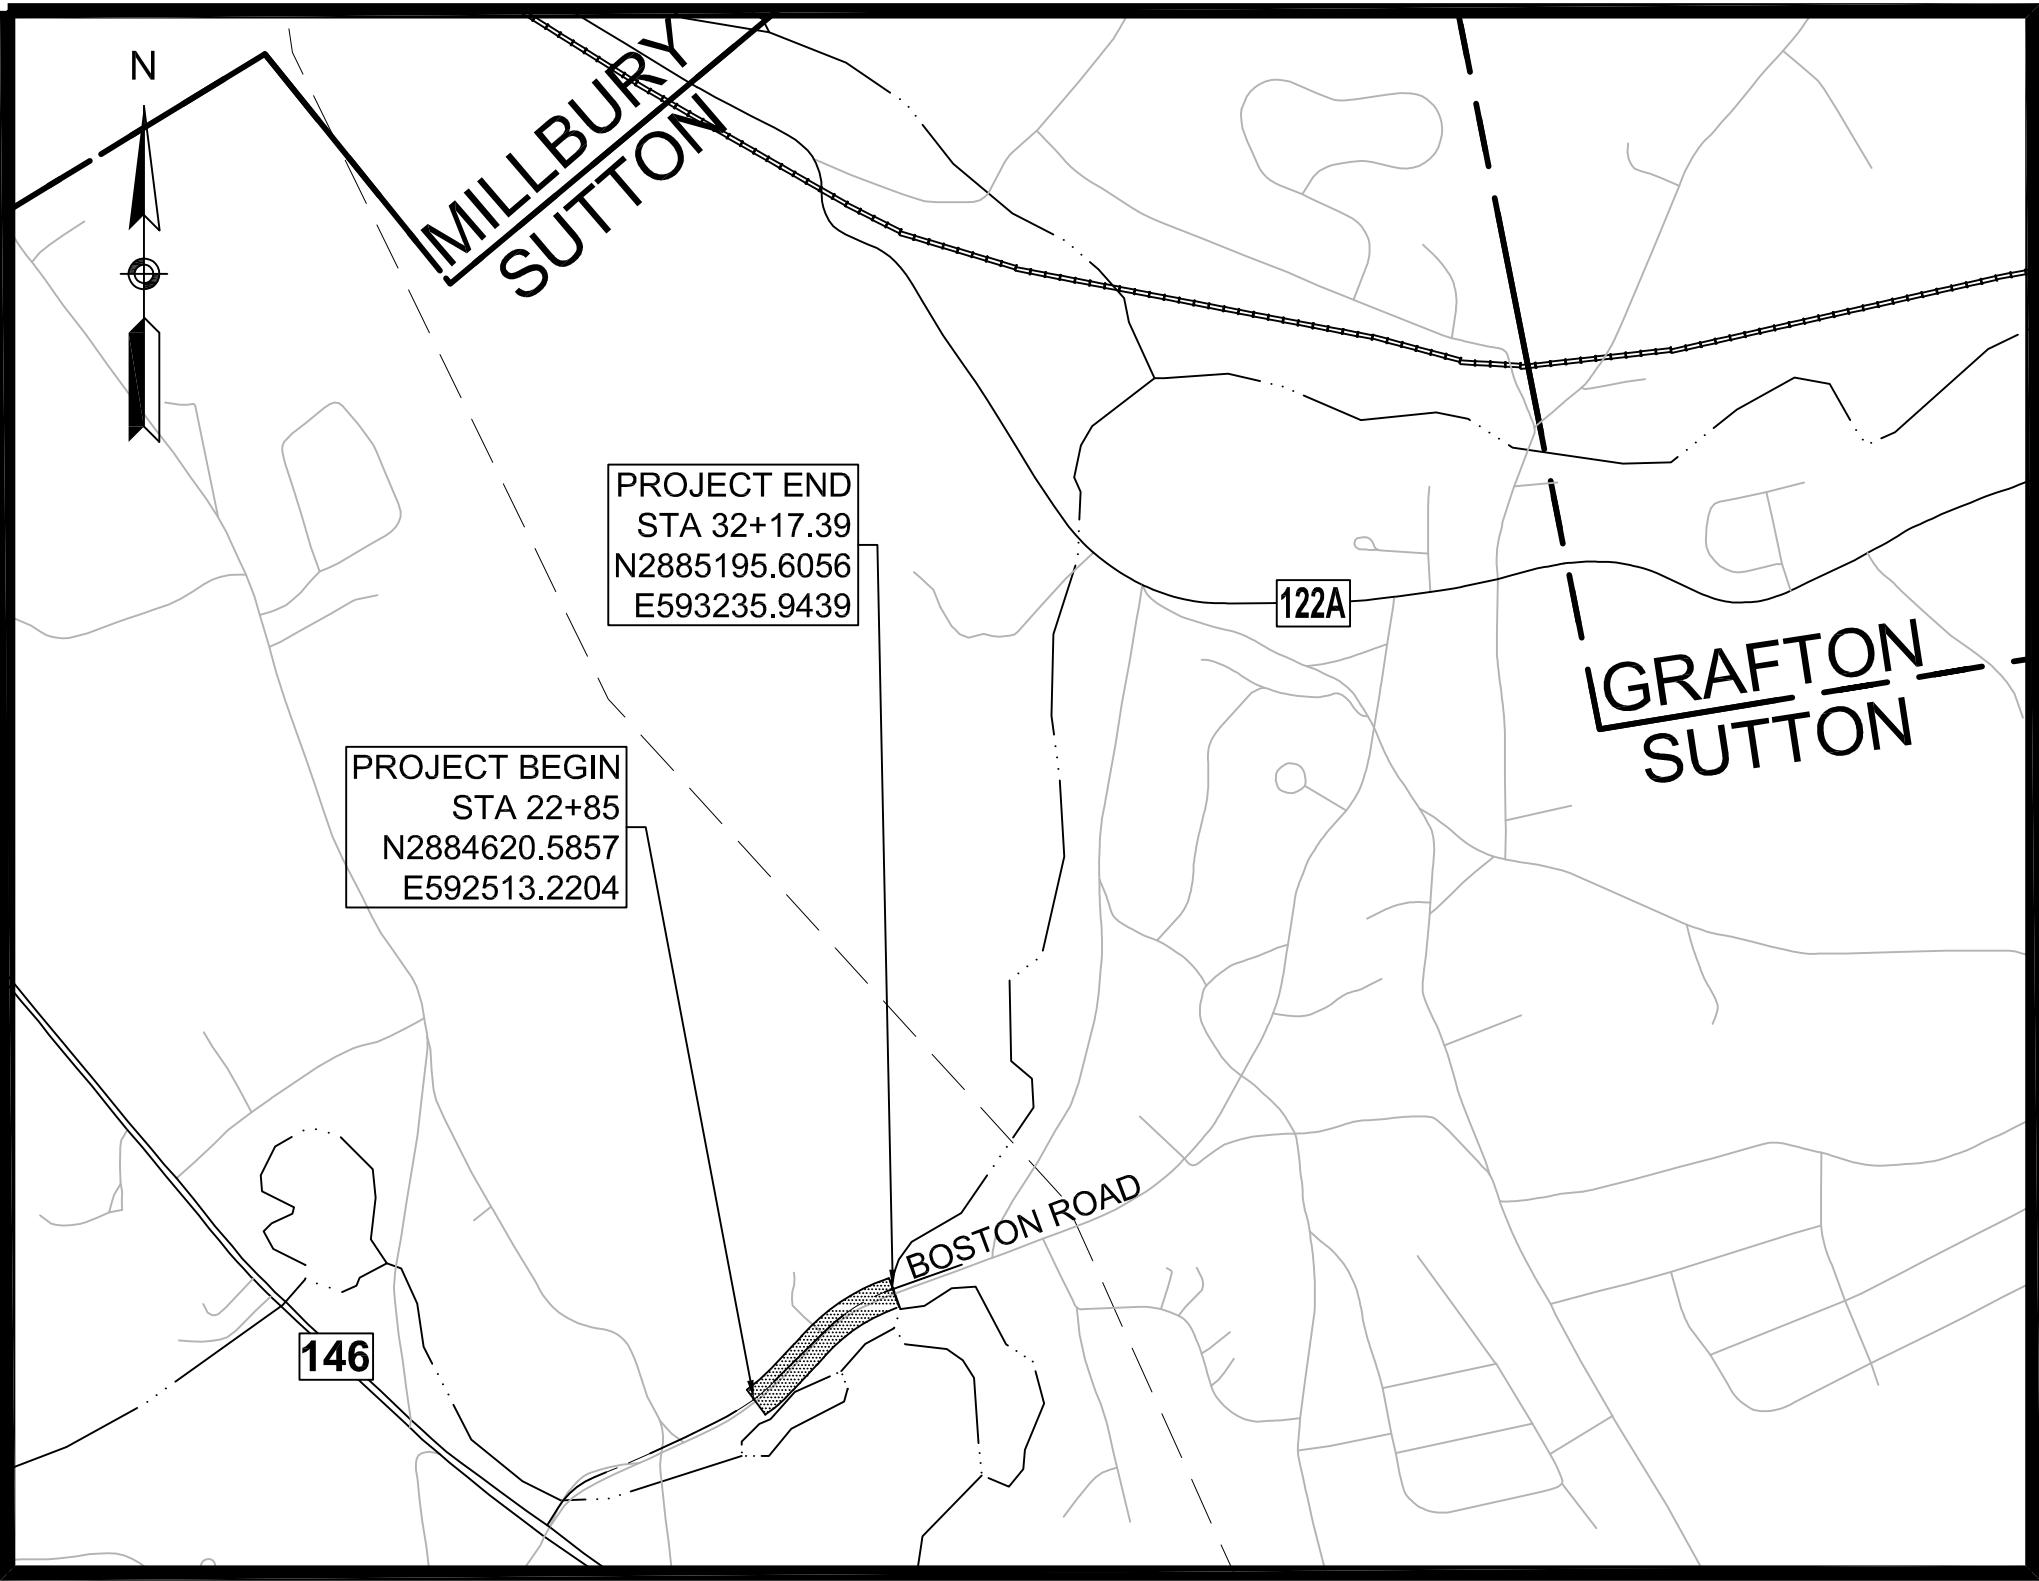 N
MILLBURY
SUTTON
PROJECT END
STA 32+17.39
N2885195.6056
E593235.9439
122A
GRAFTON
SUTTON
PROJECT BEGIN
STA 22+85
N2884620.5857
E592513.2204
BOSTON ROAD
146